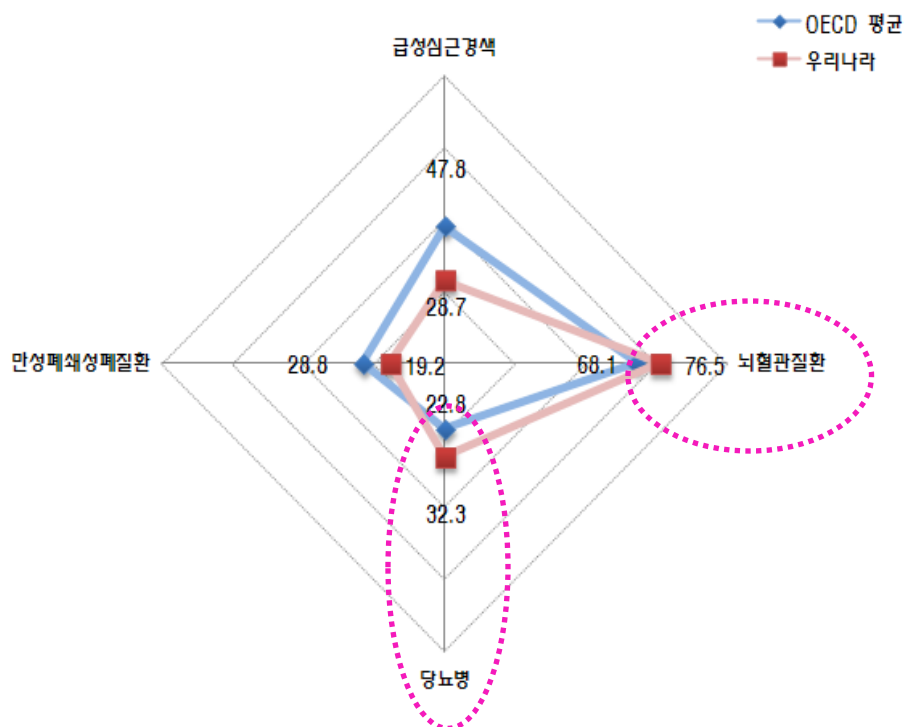 OECD 평균
우리나라
급성심근경색
47.8
28.7
만성폐쇄성폐질환
28.8
19.2
68.1
76.5
뇌혈관질환
22.8
32.3
당뇨병